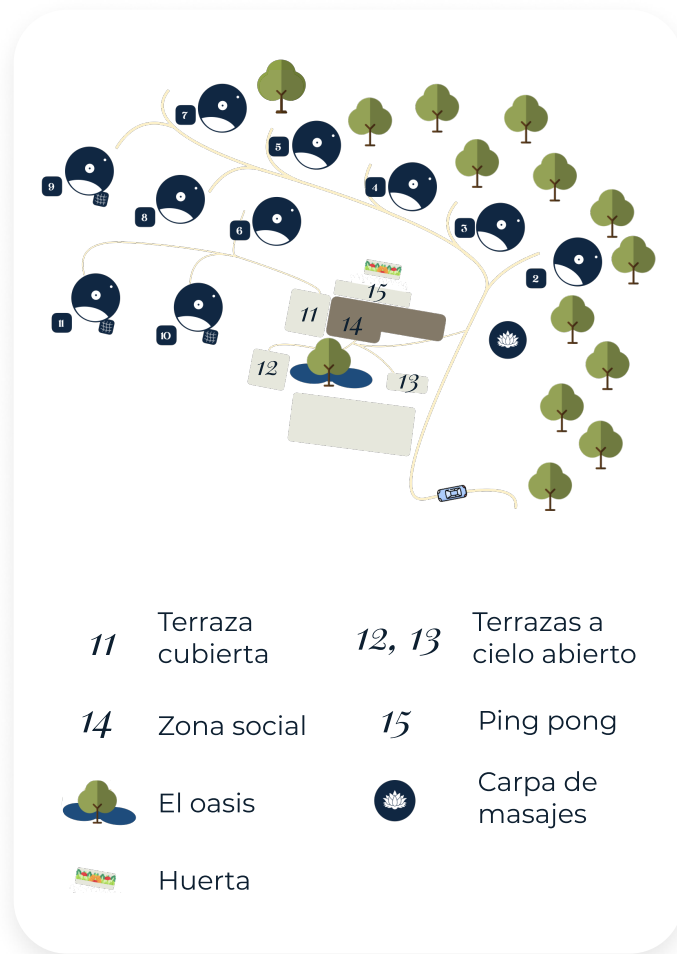 7
5
9
4
8
3
6
2
15
11
14
11
10
12
13
11
Terraza
cubierta
12, 13
Terrazas a
cielo abierto
14
Zona social
15
Ping pong
El oasis
Carpa de
masajes
Huerta